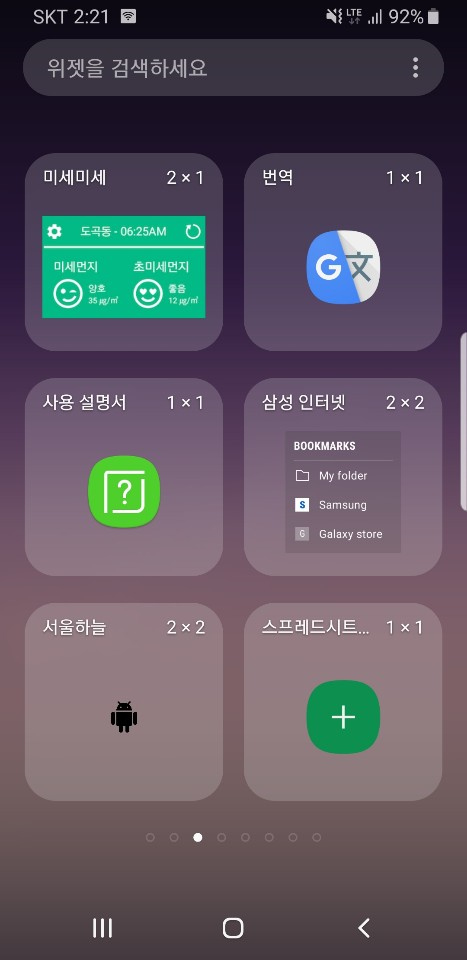 SKT 2:21 LTE 92%
위젯을 검색하세요
미세미세 2 × 1
도곡동 - 06:25AM
미세먼지 초미세먼지
양호 좋음
35 μg/㎥ 12 μg/㎥
번역 1 × 1
G 文
사용 설명서 1 × 1
?
삼성 인터넷 2 × 2
BOOKMARKS
My folder
S Samsung
G Galaxy store
서울하늘 2 × 2
스프레드시트... 1 × 1